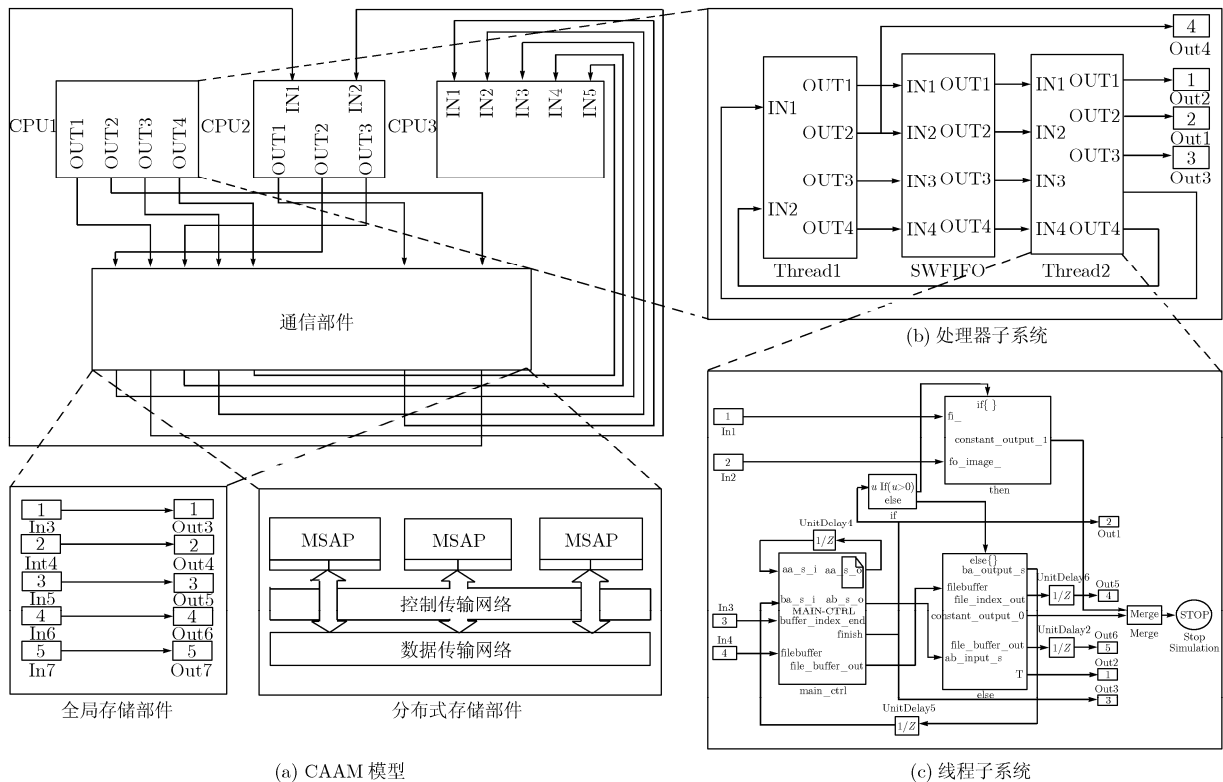 CPU1
OUT1
OUT2
OUT3
OUT4
CPU2
IN1
IN2
OUT1
OUT2
OUT3
CPU3
IN1
IN2
IN3
IN4
IN5
通信部件
1
In3
2
Int4
3
In5
4
In6
5
In7
1
Out3
2
Out4
3
Out5
4
Out6
5
Out7
全局存储部件
MSAP
MSAP
MSAP
控制传输网络
数据传输网络
分布式存储部件
(a) CAAM 模型
IN1
IN2
OUT1
OUT2
OUT3
OUT4
Thread1
IN1 OUT1
IN2 OUT2
IN3 OUT3
IN4 OUT4
SWFIFO
IN1 OUT1
IN2 OUT2
IN3 OUT3
IN4 OUT4
Thread2
4
Out4
1
Out2
2
Out1
3
Out3
(b) 处理器子系统
1
In1
2
In2
if{ }
fi_
constant_output_1
fo_image_
then
u If(u>0)
else
if
2
Out1
UnitDelay4
1/Z
aa_s_i aa_s_o
ba_s_i ab_s_o
MAIN-CTRL
buffer_index_end
finish
filebuffer
file_buffer_out
main_ctrl
In3
3
In4
4
else{}
ba_output_s
filebuffer
file_index_out
constant_output_0
file_buffer_out
ab_input_s
T
else
UnitDelay6
1/Z
Out5
4
UnitDalay2
1/Z
Out6
5
Out2
1
Out3
3
Merge
Merge
STOP
Stop
Simulation
UnitDelay5
1/Z
(c) 线程子系统